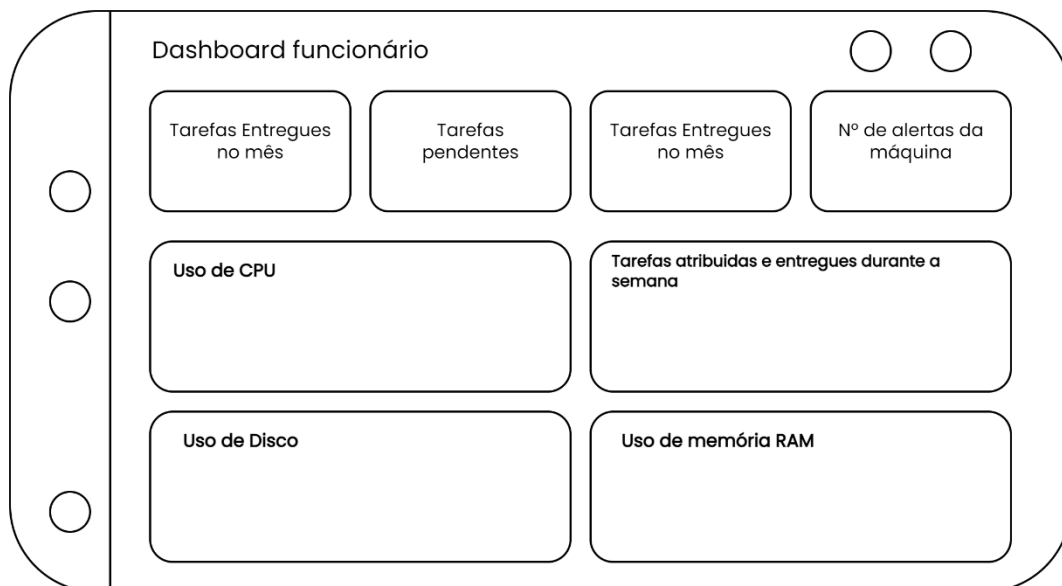 Dashboard funcionário
Tarefas Entregues
no mês
Tarefas
pendentes
Tarefas Entregues
no mês
Nº de alertas da
máquina
Uso de CPU
Tarefas atribuidas e entregues durante a
semana
Uso de Disco
Uso de memória RAM